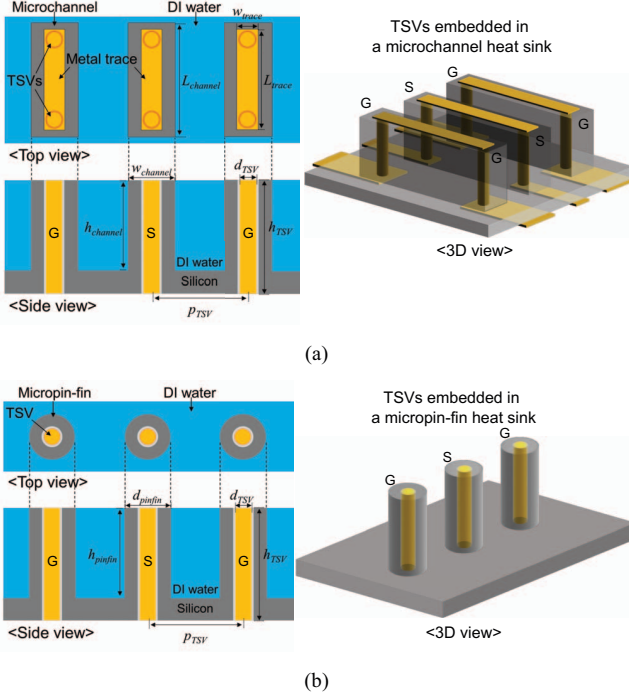 Microchannel
DI water
w_trace
TSVs
Metal trace
L_channel
L_trace
<Top view>
w_channel
d_TSV
h_channel
G
S
G
h_TSV
DI water
Silicon
<Side view>
p_TSV
TSVs embedded in
a microchannel heat sink
G
S
G
G
S
G
<3D view>
(a)
Micropin-fin
DI water
TSV
<Top view>
d_pinfin
d_TSV
h_pinfin
G
S
G
h_TSV
DI water
Silicon
<Side view>
p_TSV
TSVs embedded in
a micropin-fin heat sink
G
S
G
<3D view>
(b)